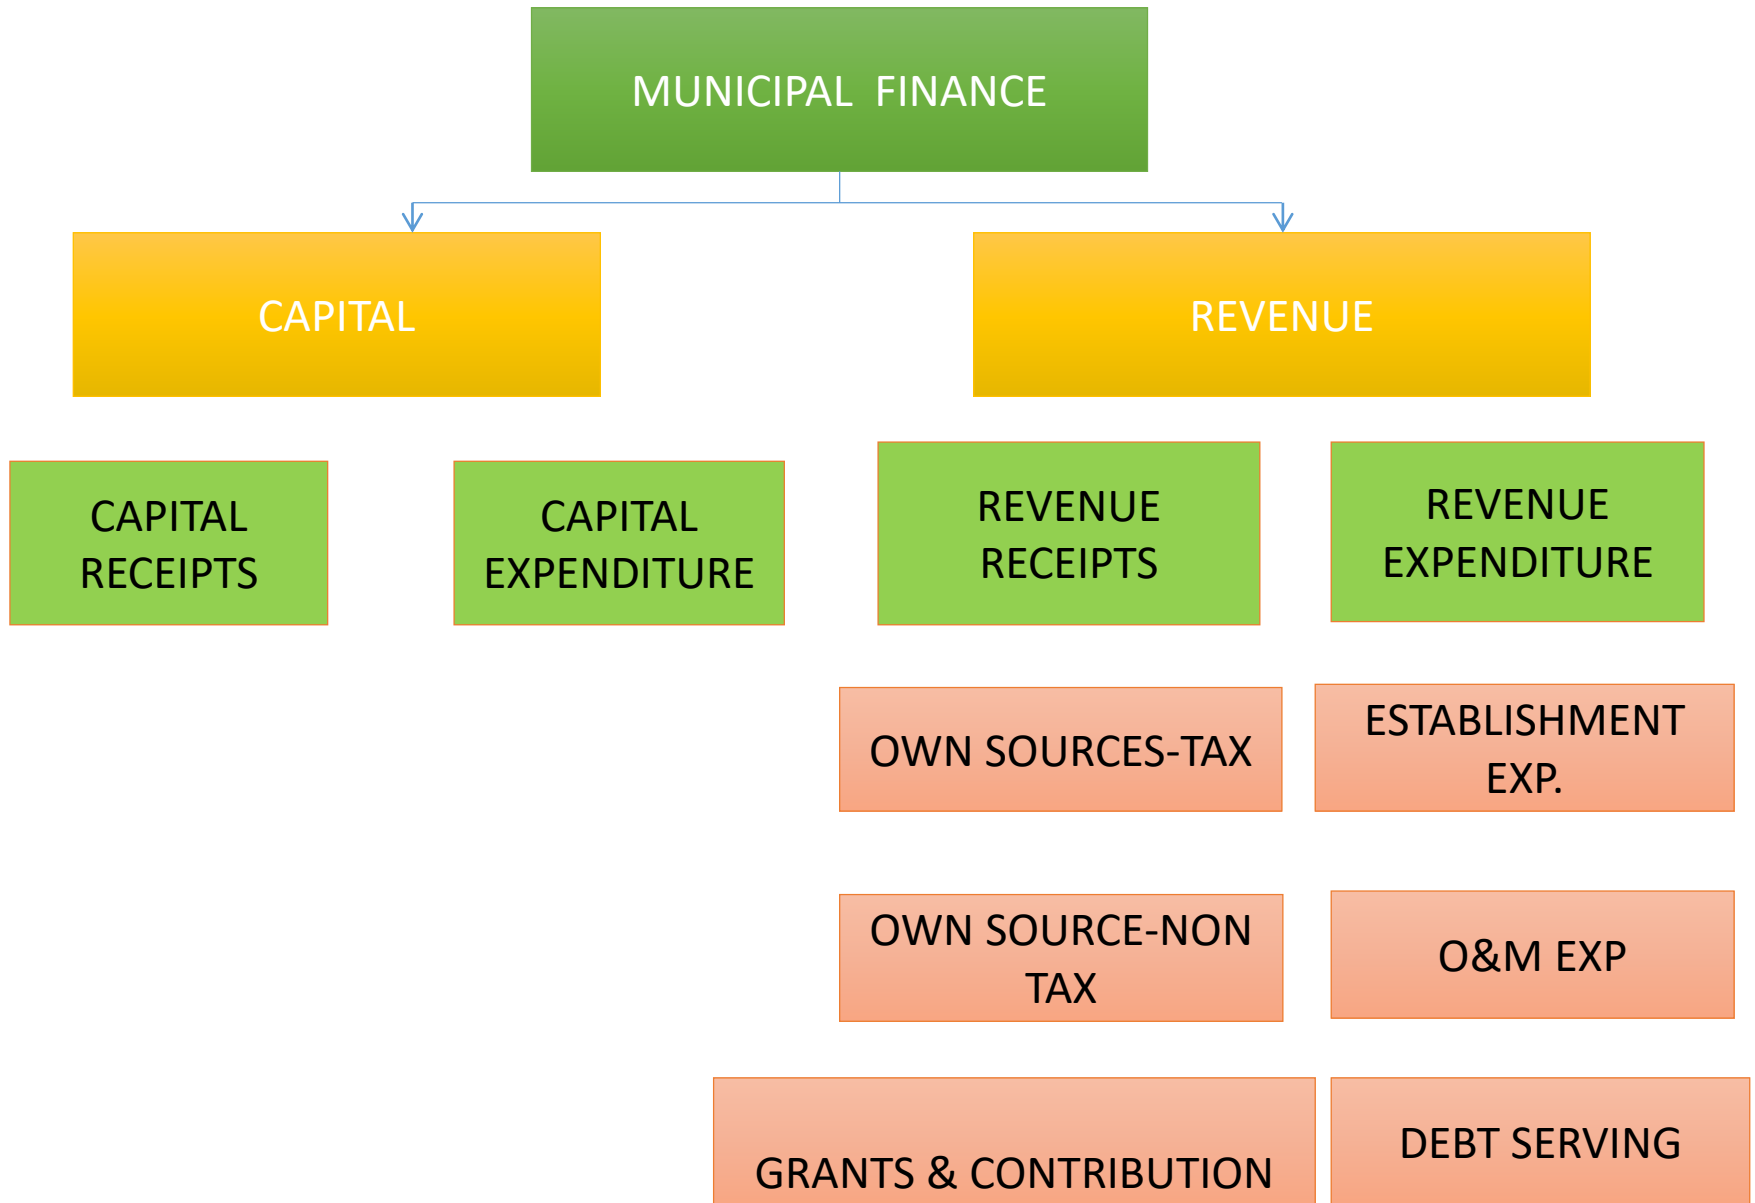 MUNICIPAL FINANCE
CAPITAL
REVENUE
CAPITAL
RECEIPTS
CAPITAL
EXPENDITURE
REVENUE
RECEIPTS
REVENUE
EXPENDITURE
OWN SOURCES-TAX
ESTABLISHMENT
EXP.
OWN SOURCE-NON
TAX
O&M EXP
GRANTS & CONTRIBUTION
DEBT SERVING